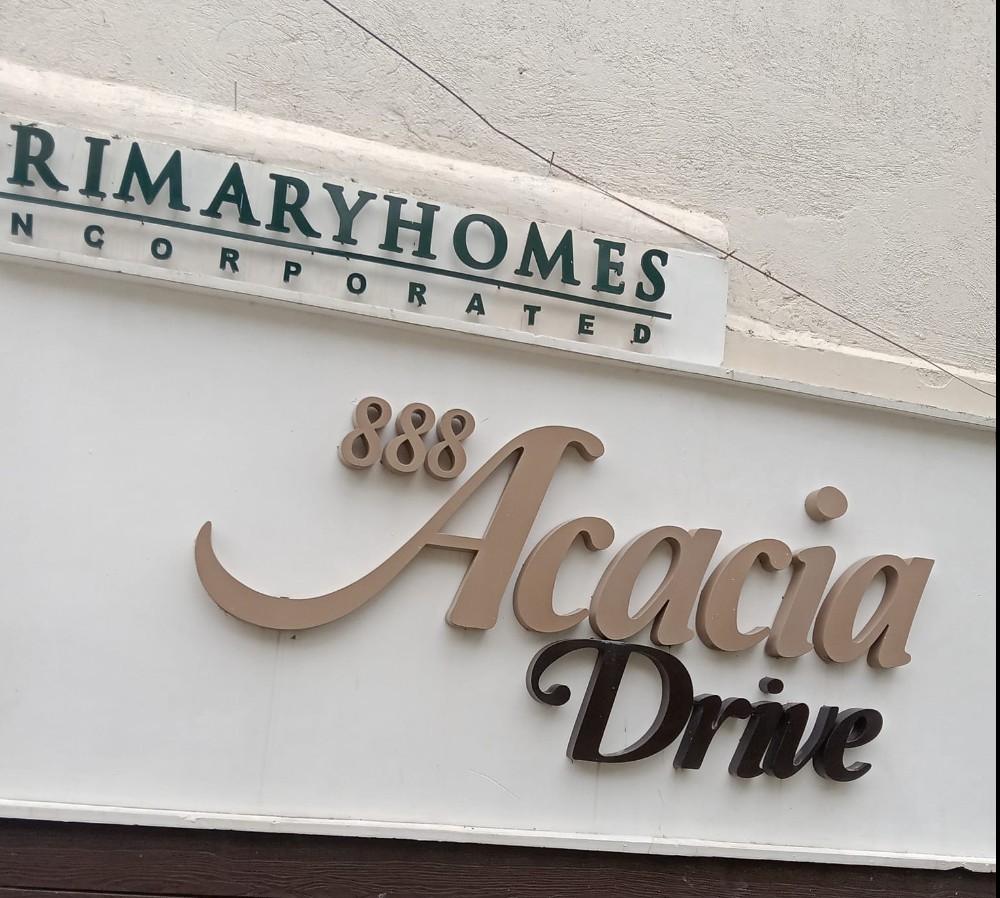 RIMARYHOMES
NCORPORATED
888
Acacia
Drive